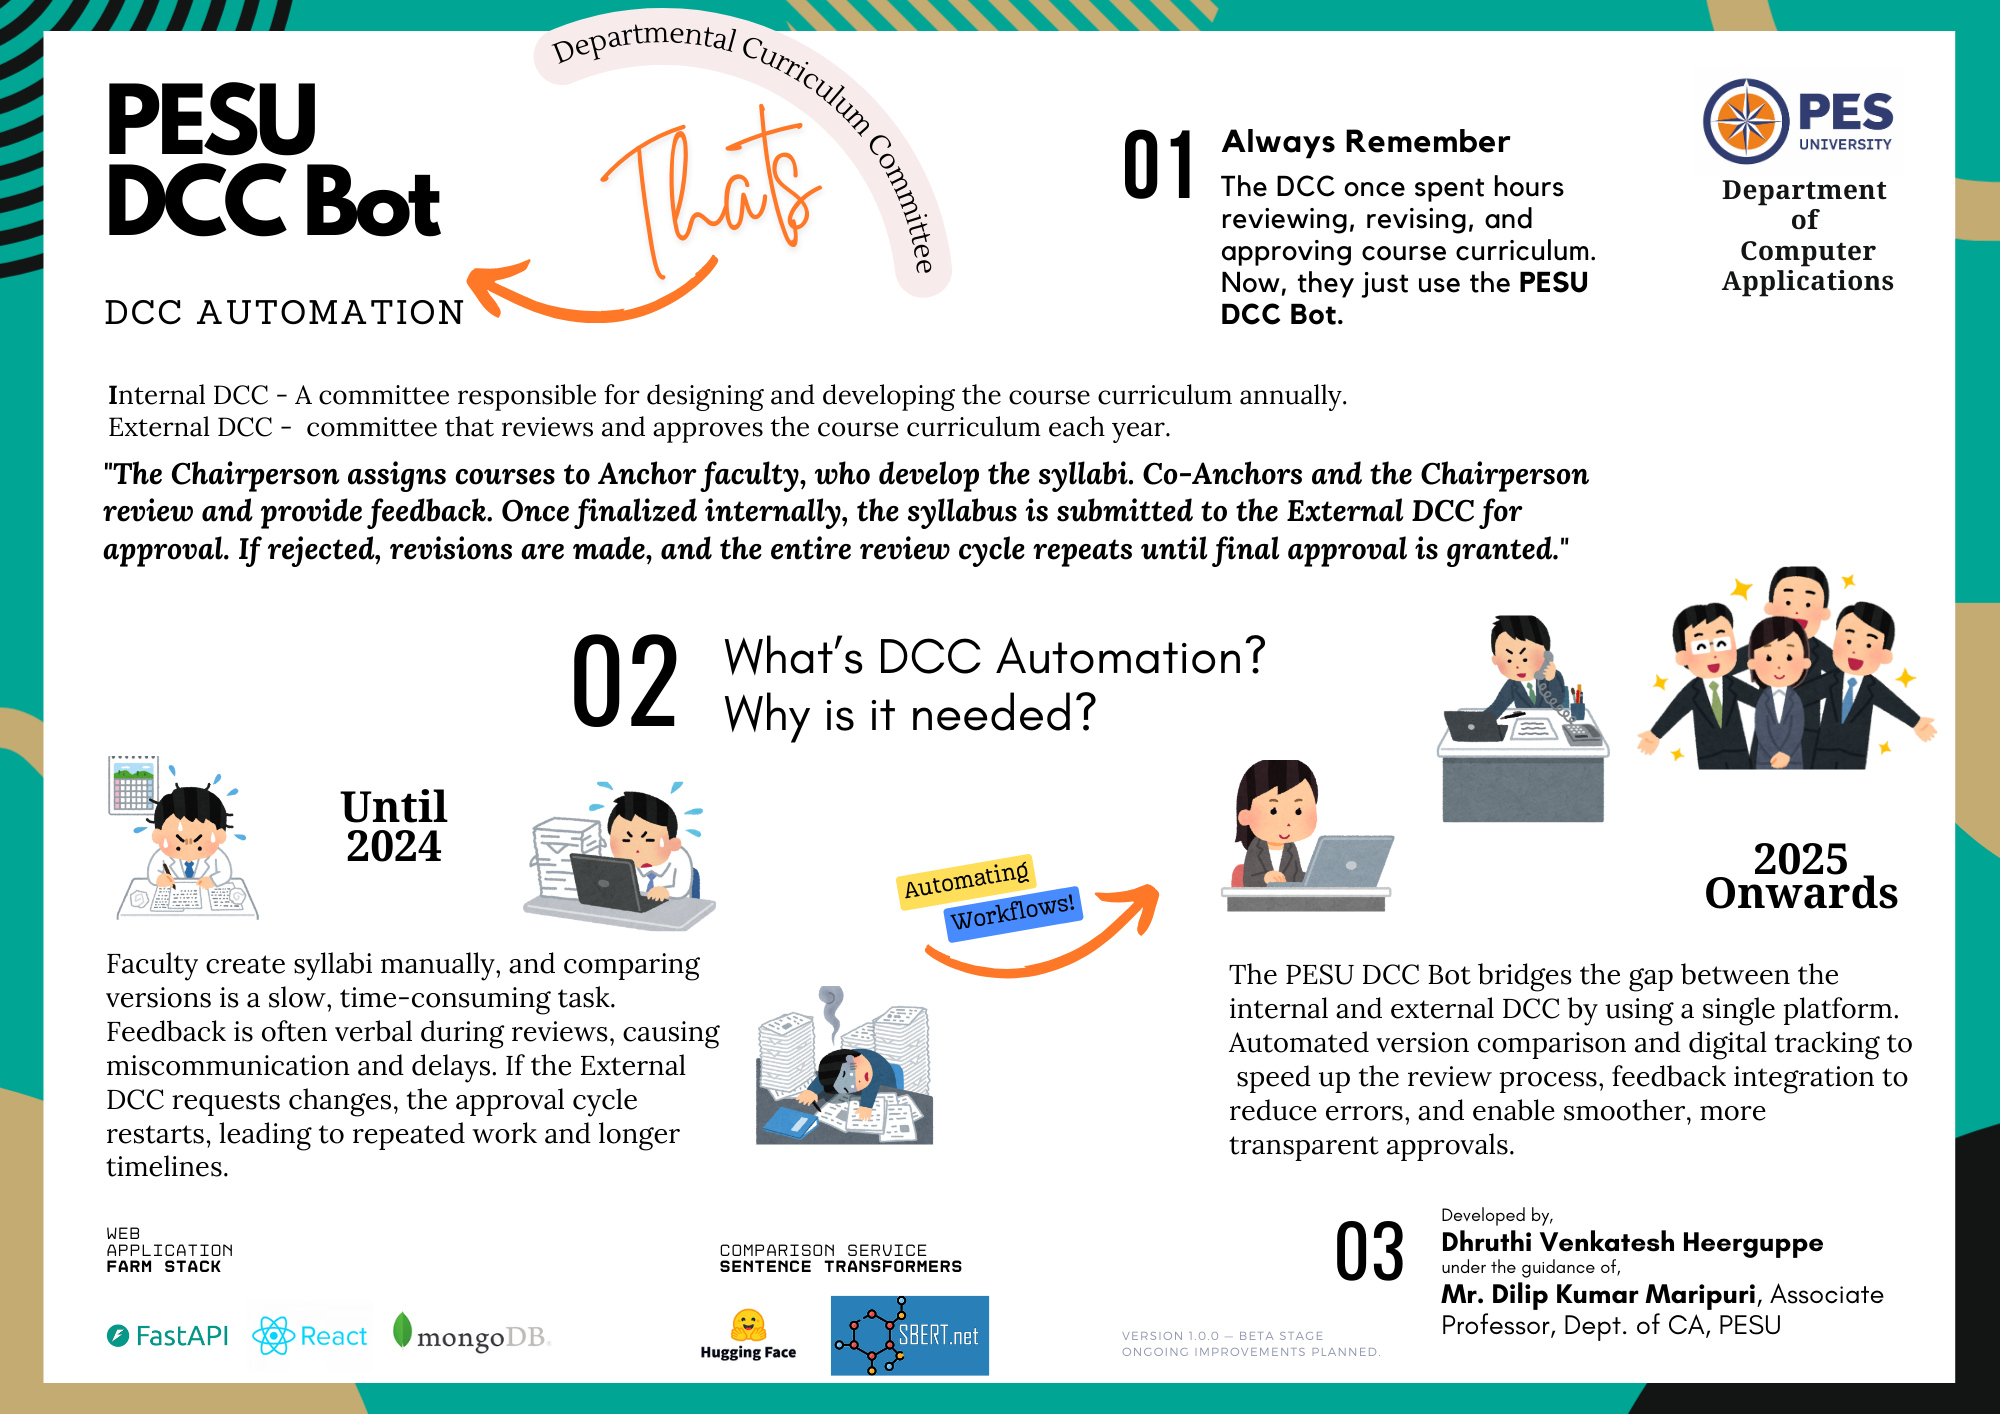 PESU
DCC Bot
DCC AUTOMATION
Departmental Curriculum Committee
Thats
01
Always Remember
The DCC once spent hours
reviewing, revising, and
approving course curriculum.
Now, they just use the PESU
DCC Bot.
PES
UNIVERSITY
Department
of
Computer
Applications
Internal DCC - A committee responsible for designing and developing the course curriculum annually.
External DCC - committee that reviews and approves the course curriculum each year.
"The Chairperson assigns courses to Anchor faculty, who develop the syllabi. Co-Anchors and the Chairperson
review and provide feedback. Once finalized internally, the syllabus is submitted to the External DCC for
approval. If rejected, revisions are made, and the entire review cycle repeats until final approval is granted."
02
What's DCC Automation?
Why is it needed?
Until
2024
Automating
Workflows!
2025
Onwards
Faculty create syllabi manually, and comparing
versions is a slow, time-consuming task.
Feedback is often verbal during reviews, causing
miscommunication and delays. If the External
DCC requests changes, the approval cycle
restarts, leading to repeated work and longer
timelines.
The PESU DCC Bot bridges the gap between the
internal and external DCC by using a single platform.
Automated version comparison and digital tracking to
speed up the review process, feedback integration to
reduce errors, and enable smoother, more
transparent approvals.
WEB
APPLICATION
FARM STACK
FastAPI
React
mongoDB.
COMPARISON SERVICE
SENTENCE TRANSFORMERS
Hugging Face
SBERT.net
VERSION 1.0.0 — BETA STAGE
ONGOING IMPROVEMENTS PLANNED.
03
Developed by,
Dhruthi Venkatesh Heerguppe
under the guidance of,
Mr. Dilip Kumar Maripuri, Associate
Professor, Dept. of CA, PESU